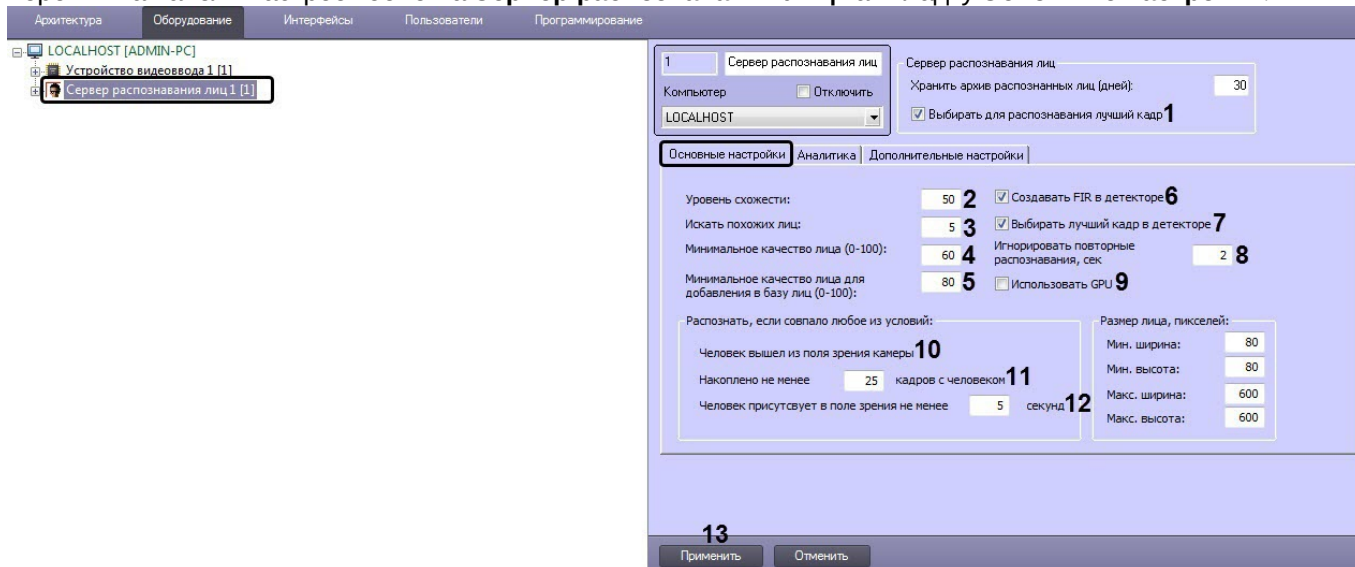 Архитектура Оборудование Интерфейсы Пользователи Программирование
LOCALHOST [ADMIN-PC]
Устройство видеоввода 1 [1]
Сервер распознавания лиц 1 [1]
1 Сервер распознавания лиц
Компьютер Отключить
LOCALHOST
Сервер распознавания лиц
Хранить архив распознанных лиц (дней): 30
Выбирать для распознавания лучший кадр 1
Основные настройки Аналитика Дополнительные настройки
Уровень схожести: 50 2
Искать похожих лиц: 5 3
Минимальное качество лица (0-100): 60 4
Минимальное качество лица для
добавления в базу лиц (0-100): 80 5
Создавать FIR в детекторе 6
Выбирать лучший кадр в детекторе 7
Игнорировать повторные
распознавания, сек 2 8
Использовать GPU 9
Распознать, если совпало любое из условий:
Человек вышел из поля зрения камеры 10
Накоплено не менее 25 кадров с человеком 11
Человек присутсвует в поле зрения не менее 5 секунд 12
Размер лица, пикселей:
Мин. ширина: 80
Мин. высота: 80
Макс. ширина: 600
Макс. высота: 600
13
Применить Отменить